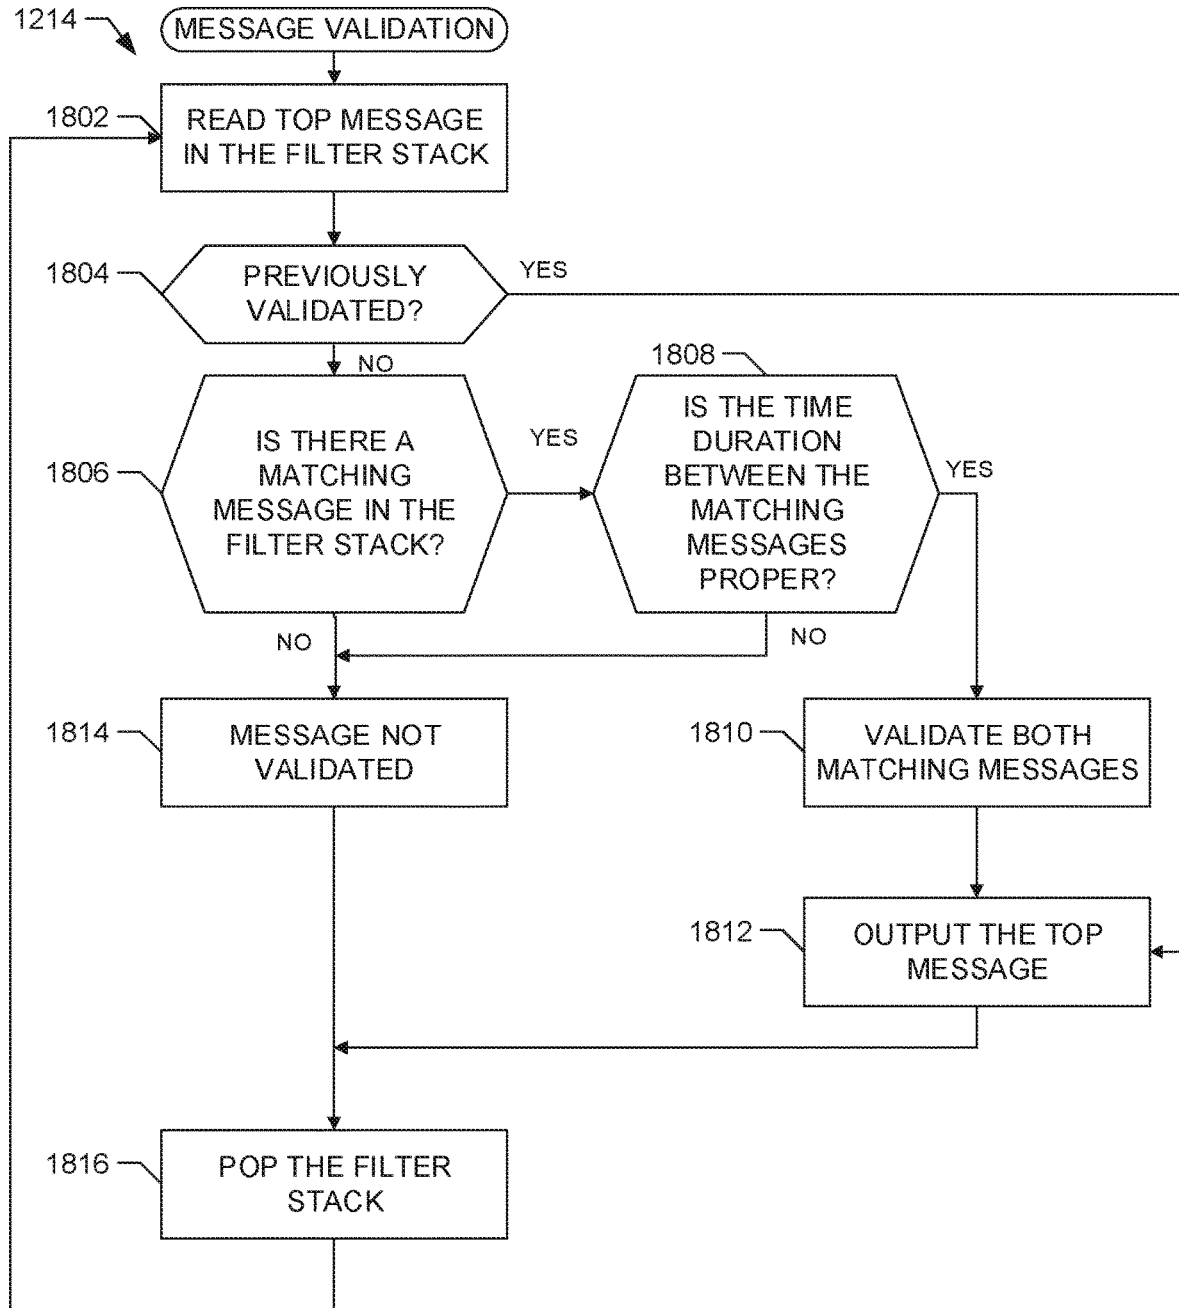 1214
MESSAGE VALIDATION
1802
READ TOP MESSAGE
IN THE FILTER STACK
1804
PREVIOUSLY
VALIDATED?
YES
NO
1806
IS THERE A
MATCHING
MESSAGE IN THE
FILTER STACK?
YES
NO
1808
IS THE TIME
DURATION
BETWEEN THE
MATCHING
MESSAGES
PROPER?
YES
NO
1814
MESSAGE NOT
VALIDATED
1810
VALIDATE BOTH
MATCHING MESSAGES
1812
OUTPUT THE TOP
MESSAGE
1816
POP THE FILTER
STACK